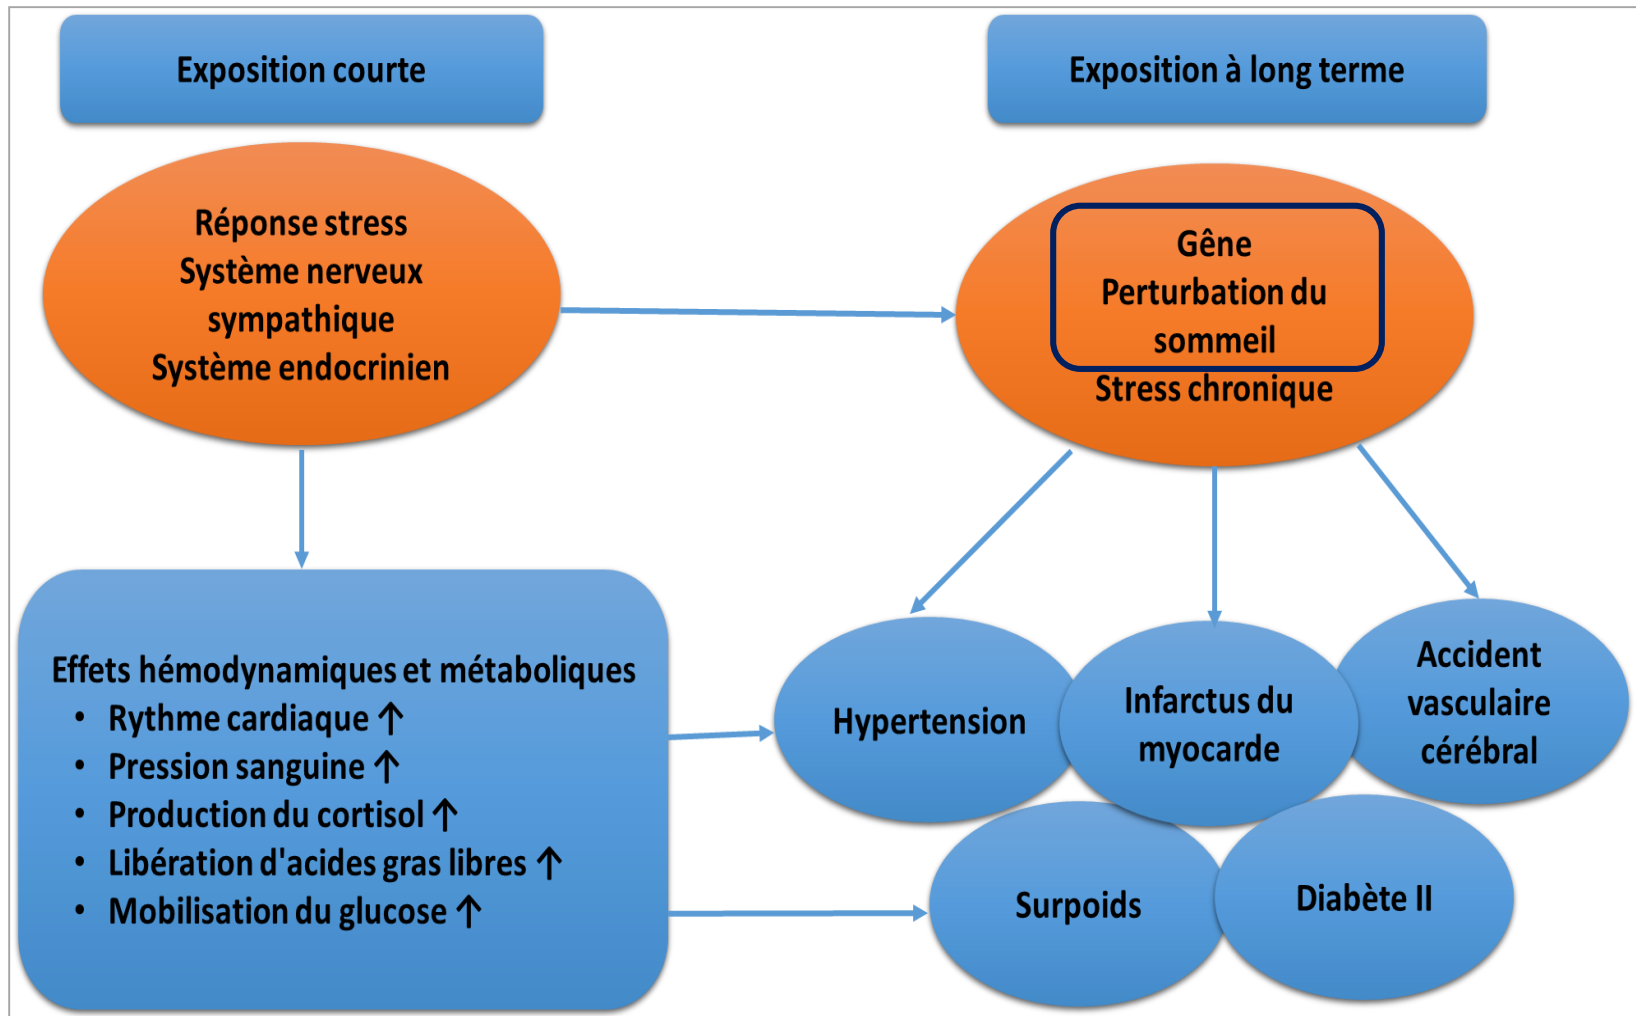 Exposition courte
Exposition à long terme
Réponse stress
Système nerveux
sympathique
Système endocrinien
Gêne
Perturbation du
sommeil
Stress chronique
Effets hémodynamiques et métaboliques
• Rythme cardiaque ↑
• Pression sanguine ↑
• Production du cortisol ↑
• Libération d'acides gras libres ↑
• Mobilisation du glucose ↑
Hypertension
Infarctus du
myocarde
Accident
vasculaire
cérébral
Surpoids
Diabète II